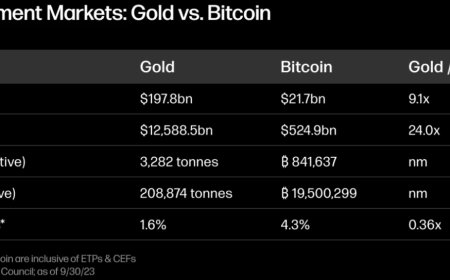 ment Markets: Gold vs. Bitcoin
Gold Bitcoin Gold /
$197.8bn $21.7bn 9.1x
$12,588.5bn $524.9bn 24.0x
tive) 3,282 tonnes ₿ 841,637 nm
ve) 208,874 tonnes ₿ 19,500,299 nm
* 1.6% 4.3% 0.36x
oin are inclusive of ETPs & CEFs
Council; as of 9/30/23